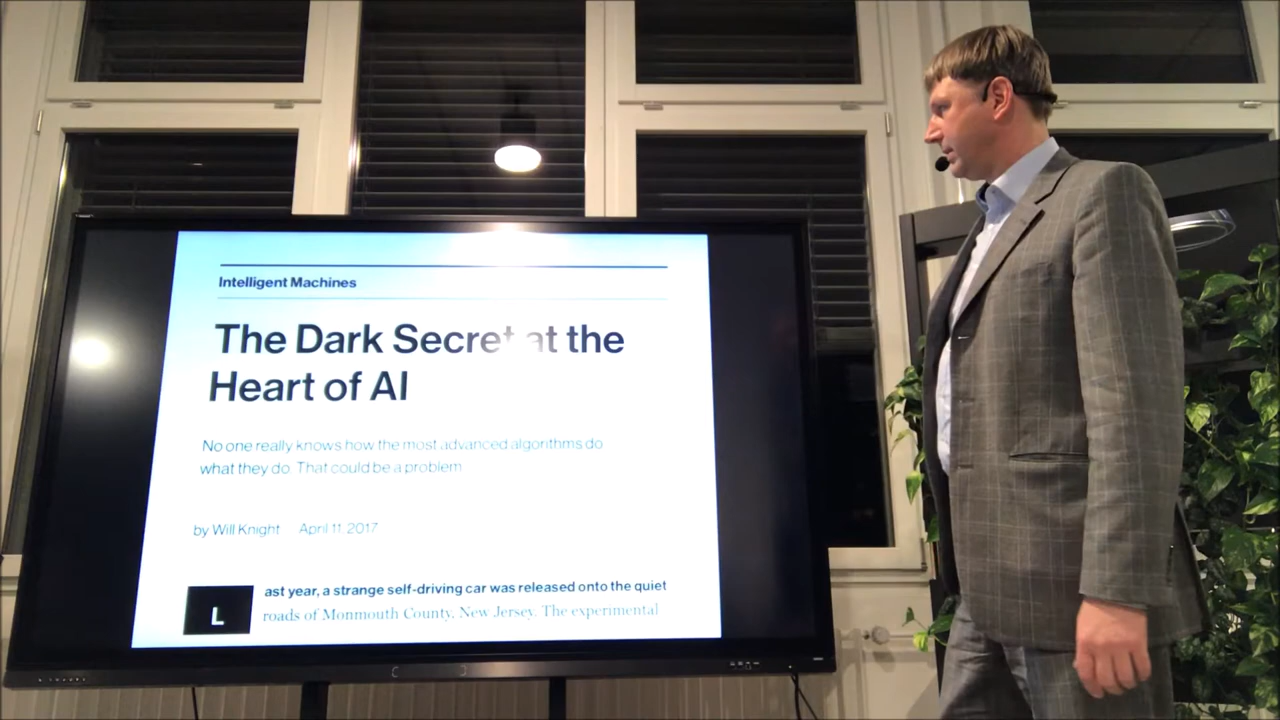 Intelligent Machines
The Dark Secret at the
Heart of AI
No one really knows how the most advanced algorithms do
what they do. That could be a problem.
by Will Knight April 11, 2017
Last year, a strange self-driving car was released onto the quiet
roads of Monmouth County, New Jersey. The experimental